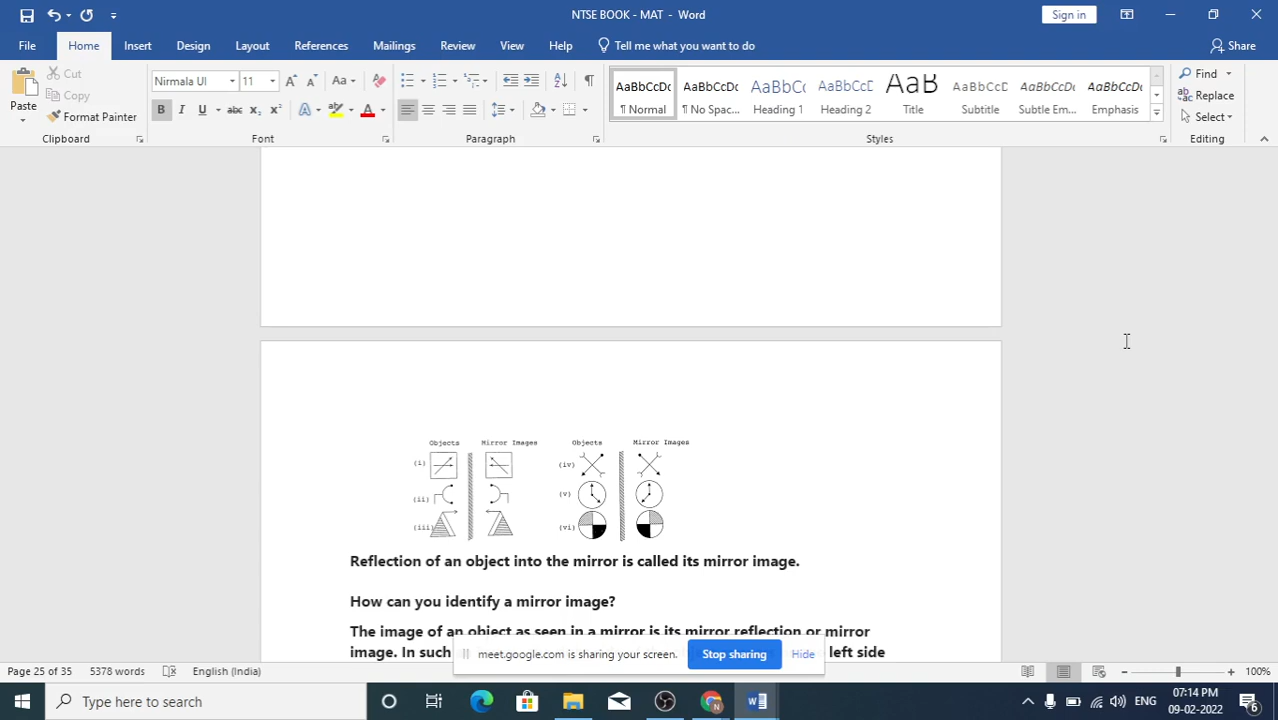 NTSE BOOK - MAT - Word
Sign in
File Home Insert Design Layout References Mailings Review View Help Tell me what you want to do
Share
Paste
Cut
Copy
Format Painter
Clipboard
Nirmala UI 11
Aa
B I U abc X₂ X² A A
Font
Paragraph
AaBbCcDc AaBbCcDc AaBbCc AaBbCcD AaB AaBbCcD AaBbCcDc AaBbCcDc
¶ Normal ¶ No Spac... Heading 1 Heading 2 Title Subtitle Subtle Em... Emphasis
Styles
Find
Replace
Select
Editing
Objects Mirror Images Objects Mirror Images
(i) (iv)
(ii) (v)
(iii) (vi)
Reflection of an object into the mirror is called its mirror image.
How can you identify a mirror image?
The image of an object as seen in a mirror is its mirror reflection or mirror
image. In such left side
meet.google.com is sharing your screen. Stop sharing Hide
Page 25 of 35 5378 words English (India) 100%
Type here to search
ENG
07:14 PM
09-02-2022
6